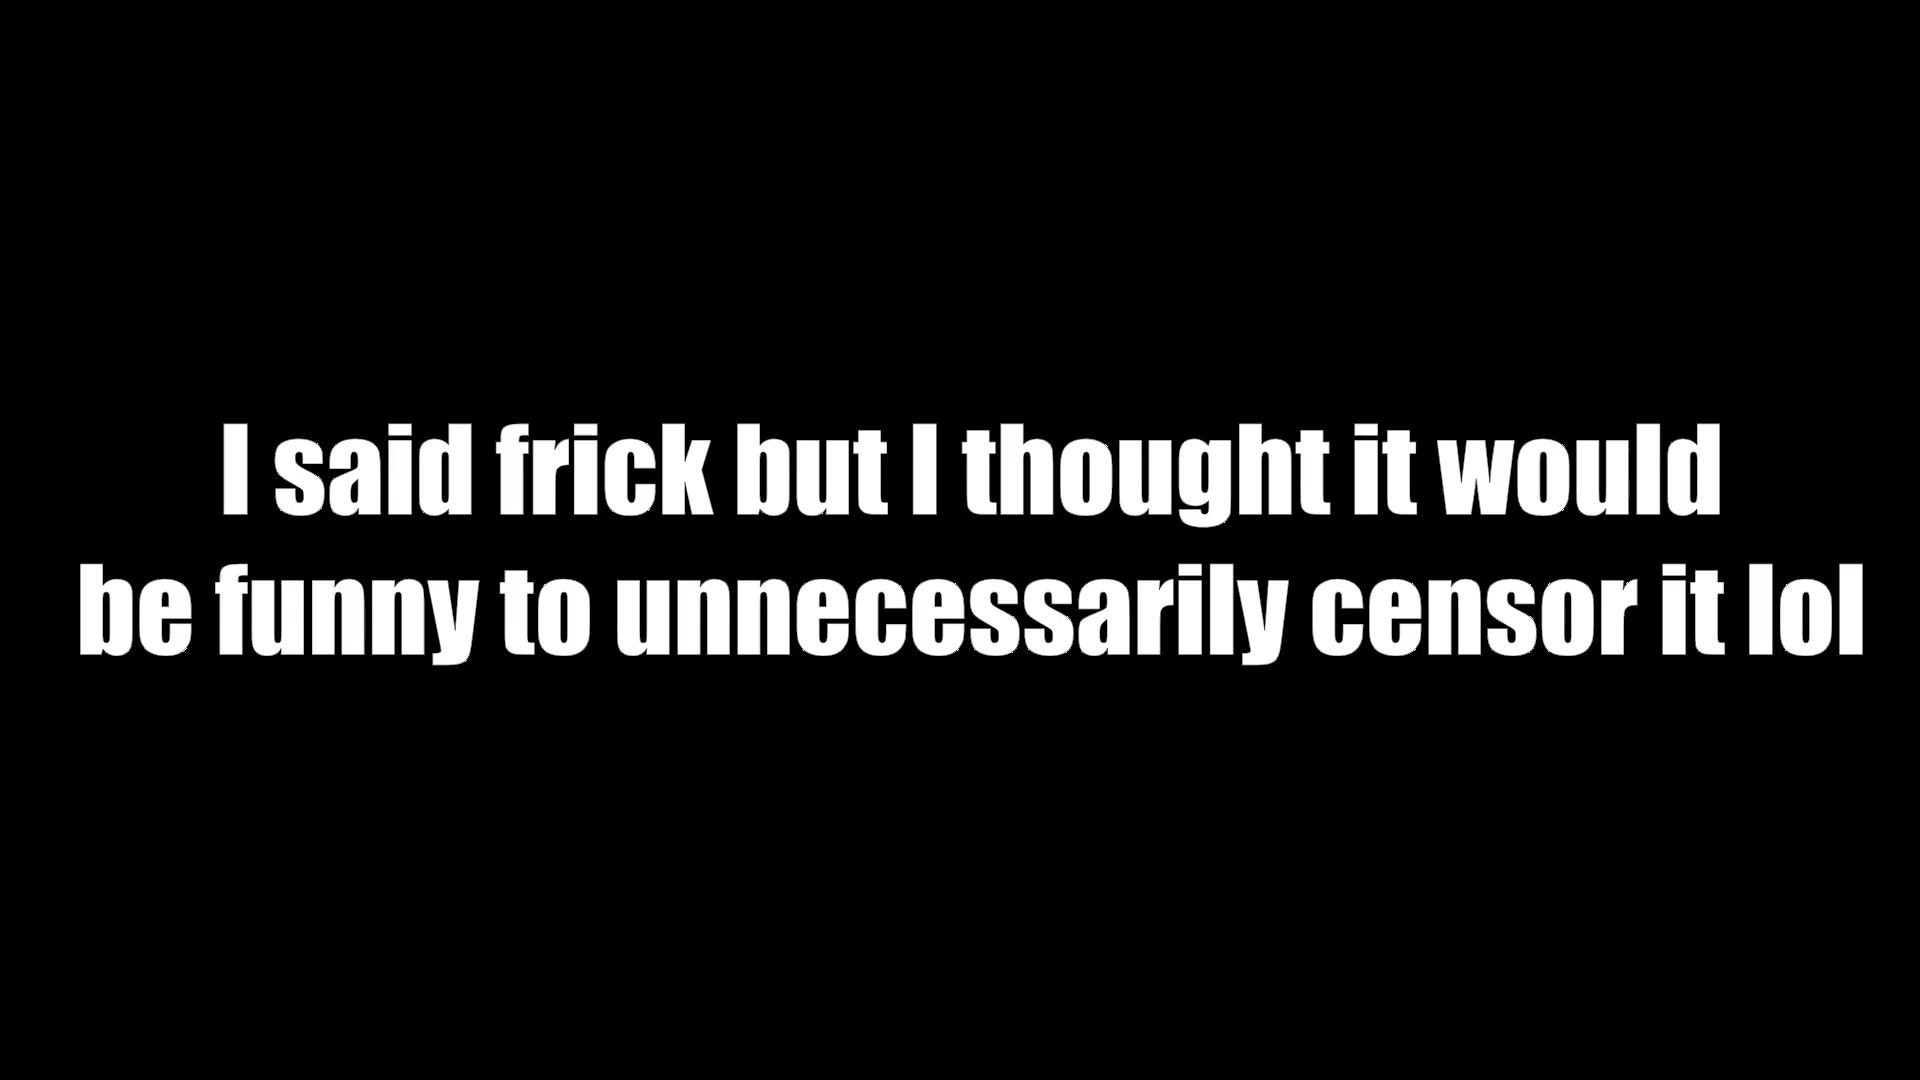 I said frick but I thought it would
be funny to unnecessarily censor it lol